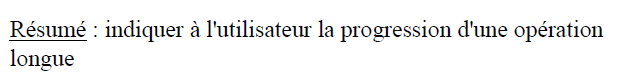 Résumé : indiquer à l'utilisateur la progression d'une opération
longue